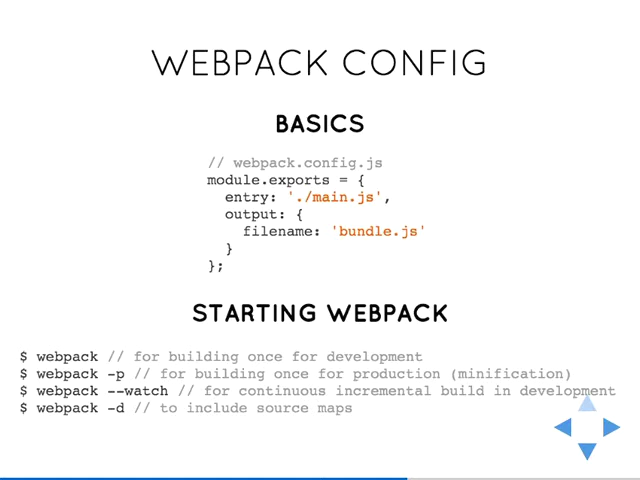 WEBPACK CONFIG
BASICS
// webpack.config.js
module.exports = {
  entry: './main.js',
  output: {
    filename: 'bundle.js'
  }
};
STARTING WEBPACK
$ webpack // for building once for development
$ webpack -p // for building once for production (minification)
$ webpack --watch // for continuous incremental build in development
$ webpack -d // to include source maps